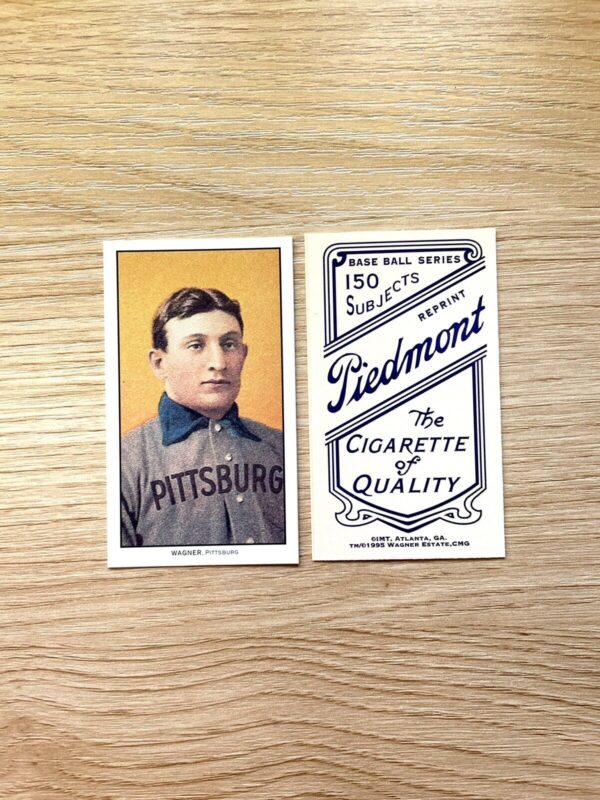 PITTSBURG
WAGNER, PITTSBURG
BASE BALL SERIES
150
SUBJECTS
REPRINT
Piedmont
The
CIGARETTE
of
QUALITY
©IMT, ATLANTA, GA.
TM/©1995 WAGNER ESTATE,CMG